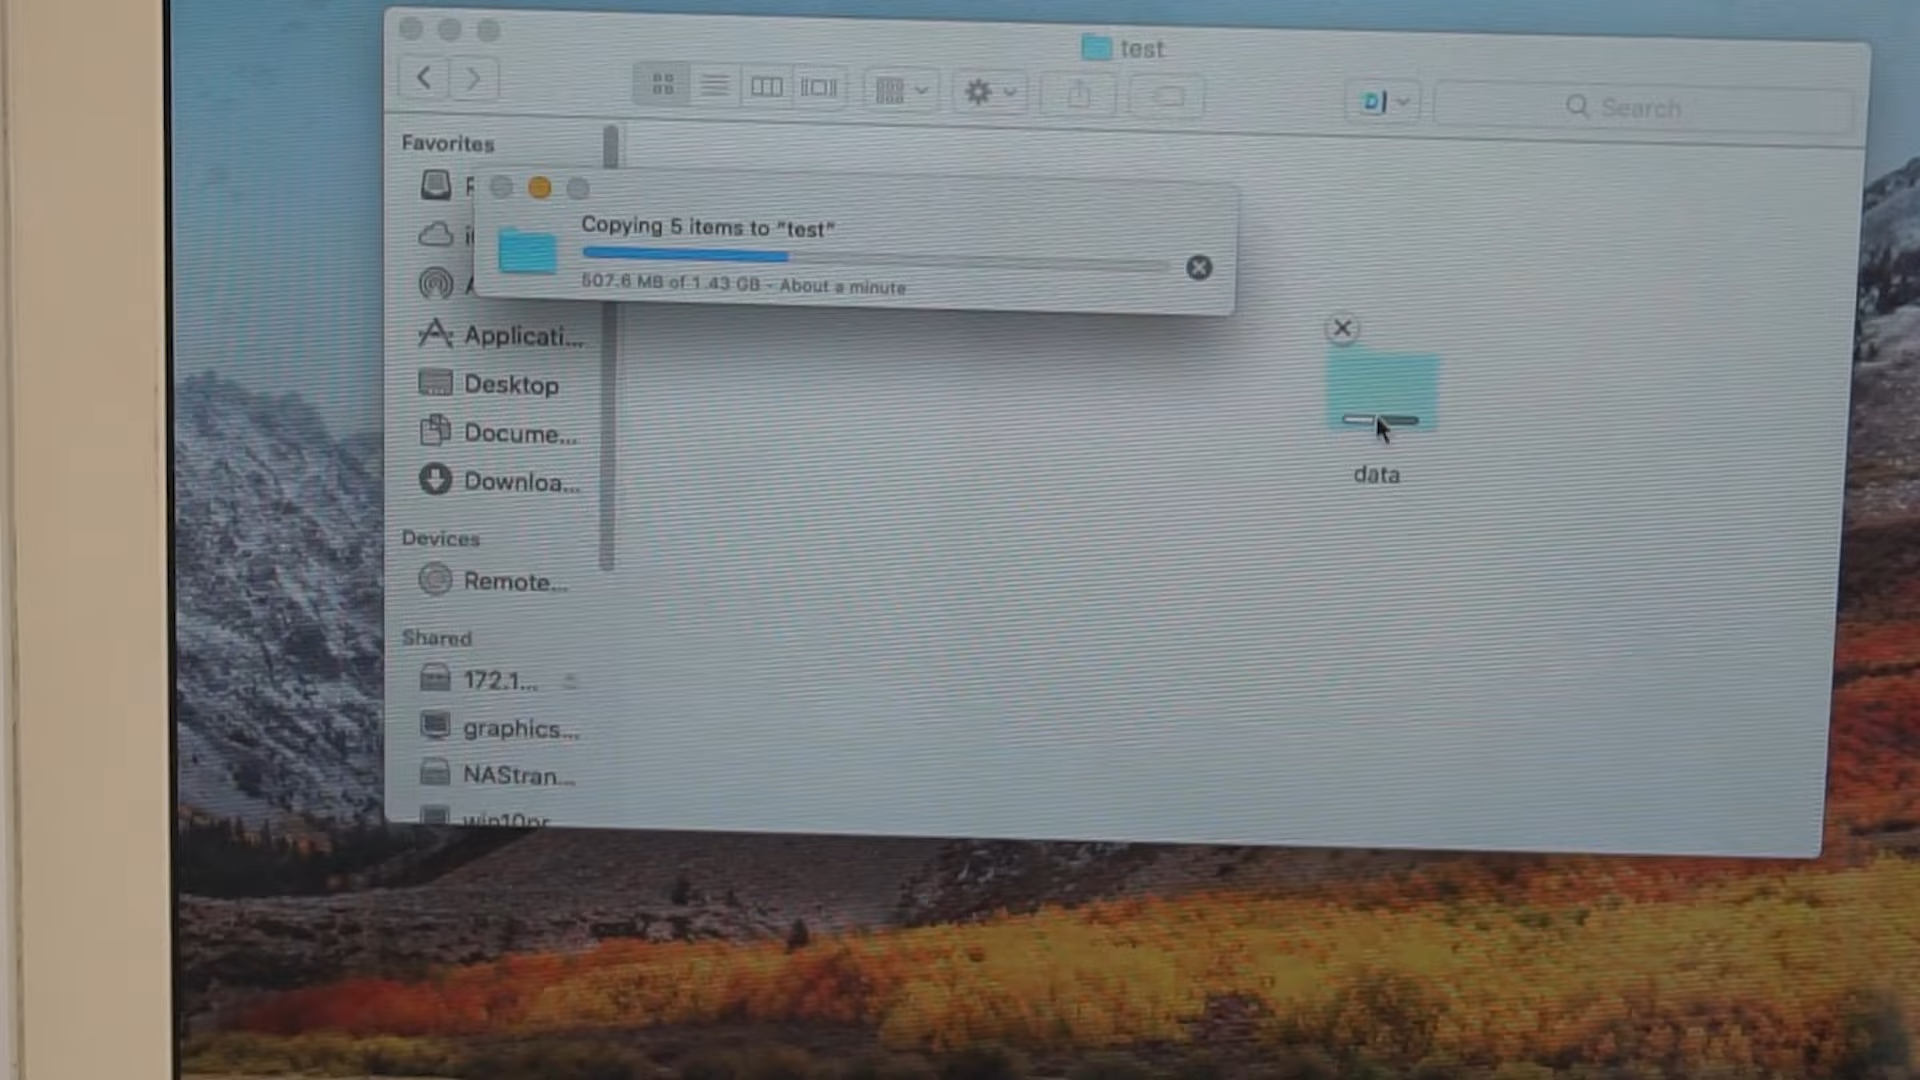 test
Search
Favorites
Copying 5 items to "test"
507.6 MB of 1.43 GB - About a minute
Applicati...
Desktop
Docume...
Downloa...
data
Devices
Remote...
Shared
172.1...
graphics...
NAStran...
win10pr